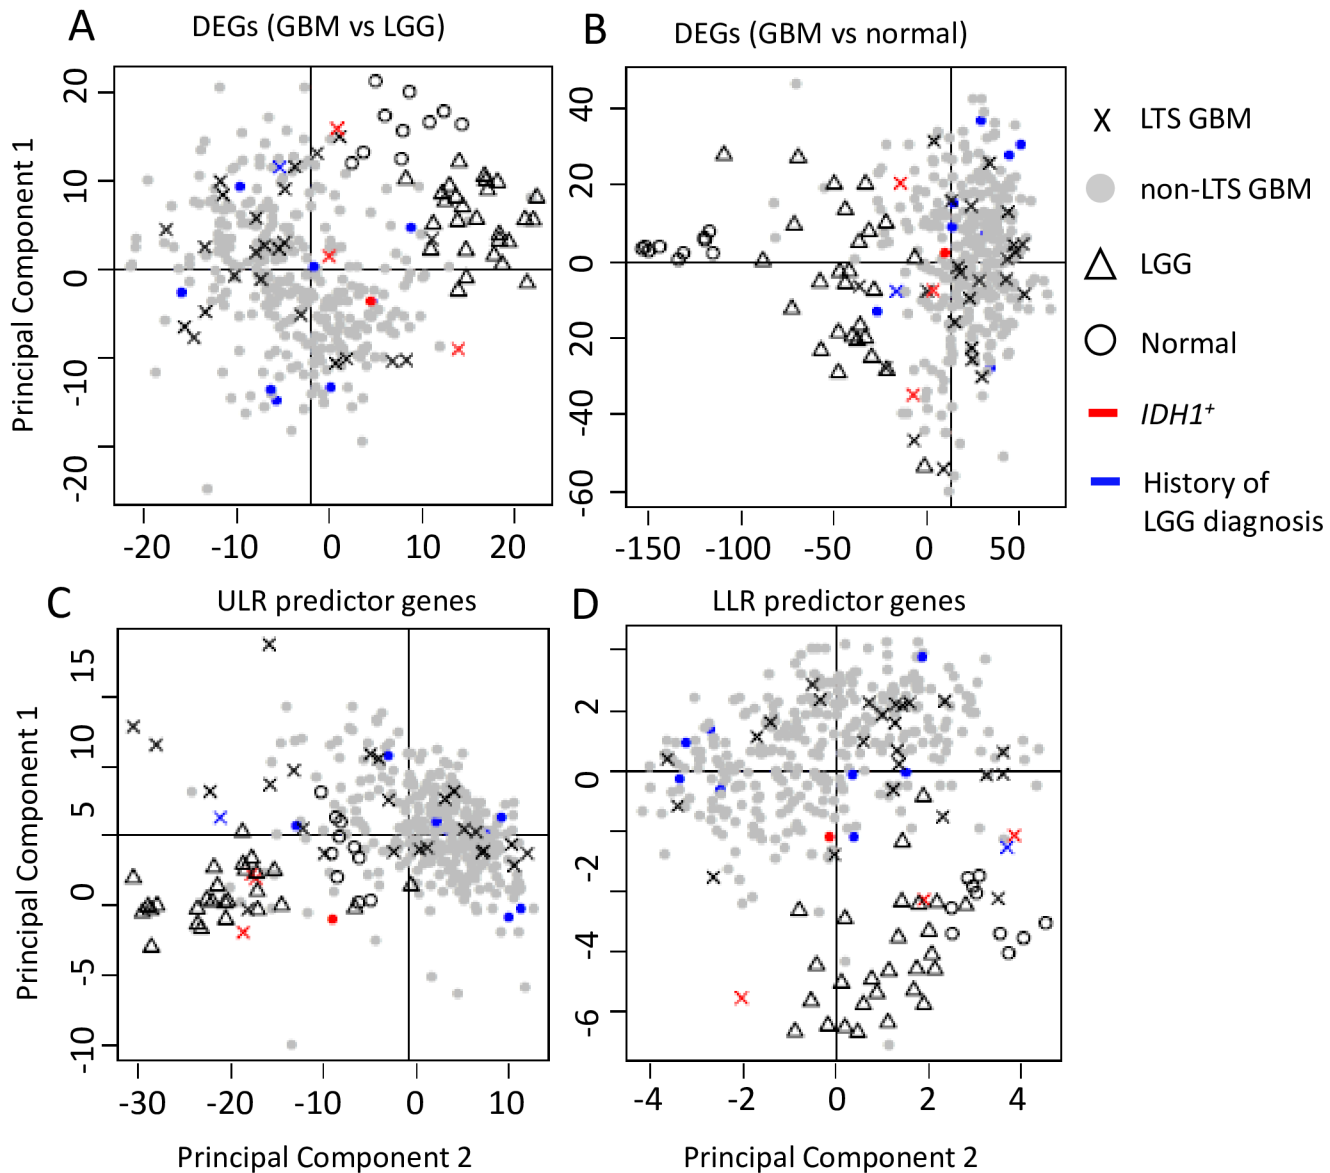 A
DEGs (GBM vs LGG)
B
DEGs (GBM vs normal)
Principal Component 1
20
10
0
-10
-20
-20
-10
0
10
20
40
20
0
20
-40
-60
-150
-100
-50
0
50
LTS GBM
non-LTS GBM
LGG
Normal
IDH1+
History of
LGG diagnosis
C
ULR predictor genes
D
LLR predictor genes
Principal Component 1
15
10
5
0
-5
-10
-30
-20
-10
0
10
2
0
-2
-4
-6
-4
-2
0
2
4
Principal Component 2
Principal Component 2